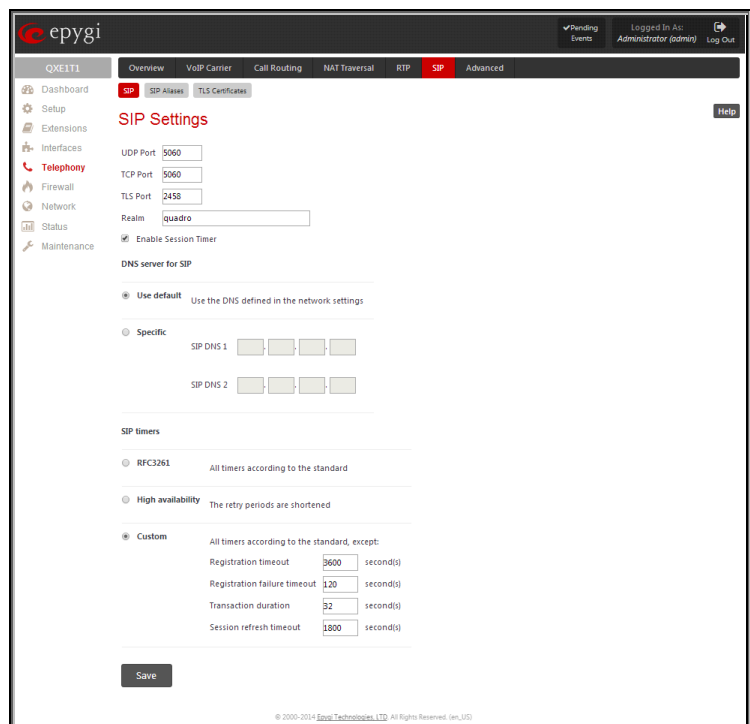 epygi
Pending Events
Logged In As:
Administrator (admin)
Log Out
QXE1T1
Overview VoIP Carrier Call Routing NAT Traversal RTP SIP Advanced
Dashboard
Setup
Extensions
Interfaces
Telephony
Firewall
Network
Status
Maintenance
SIP SIP Aliases TLS Certificates
SIP Settings
Help
UDP Port 5060
TCP Port 5060
TLS Port 2458
Realm quadro
Enable Session Timer
DNS server for SIP
Use default Use the DNS defined in the network settings
Specific
SIP DNS 1 . . .
SIP DNS 2 . . .
SIP timers
RFC3261 All timers according to the standard
High availability The retry periods are shortened
Custom All timers according to the standard, except:
Registration timeout 3600 second(s)
Registration failure timeout 120 second(s)
Transaction duration 32 second(s)
Session refresh timeout 1800 second(s)
Save
© 2000-2014 Epygi Technologies, LTD. All Rights Reserved. (en_US)